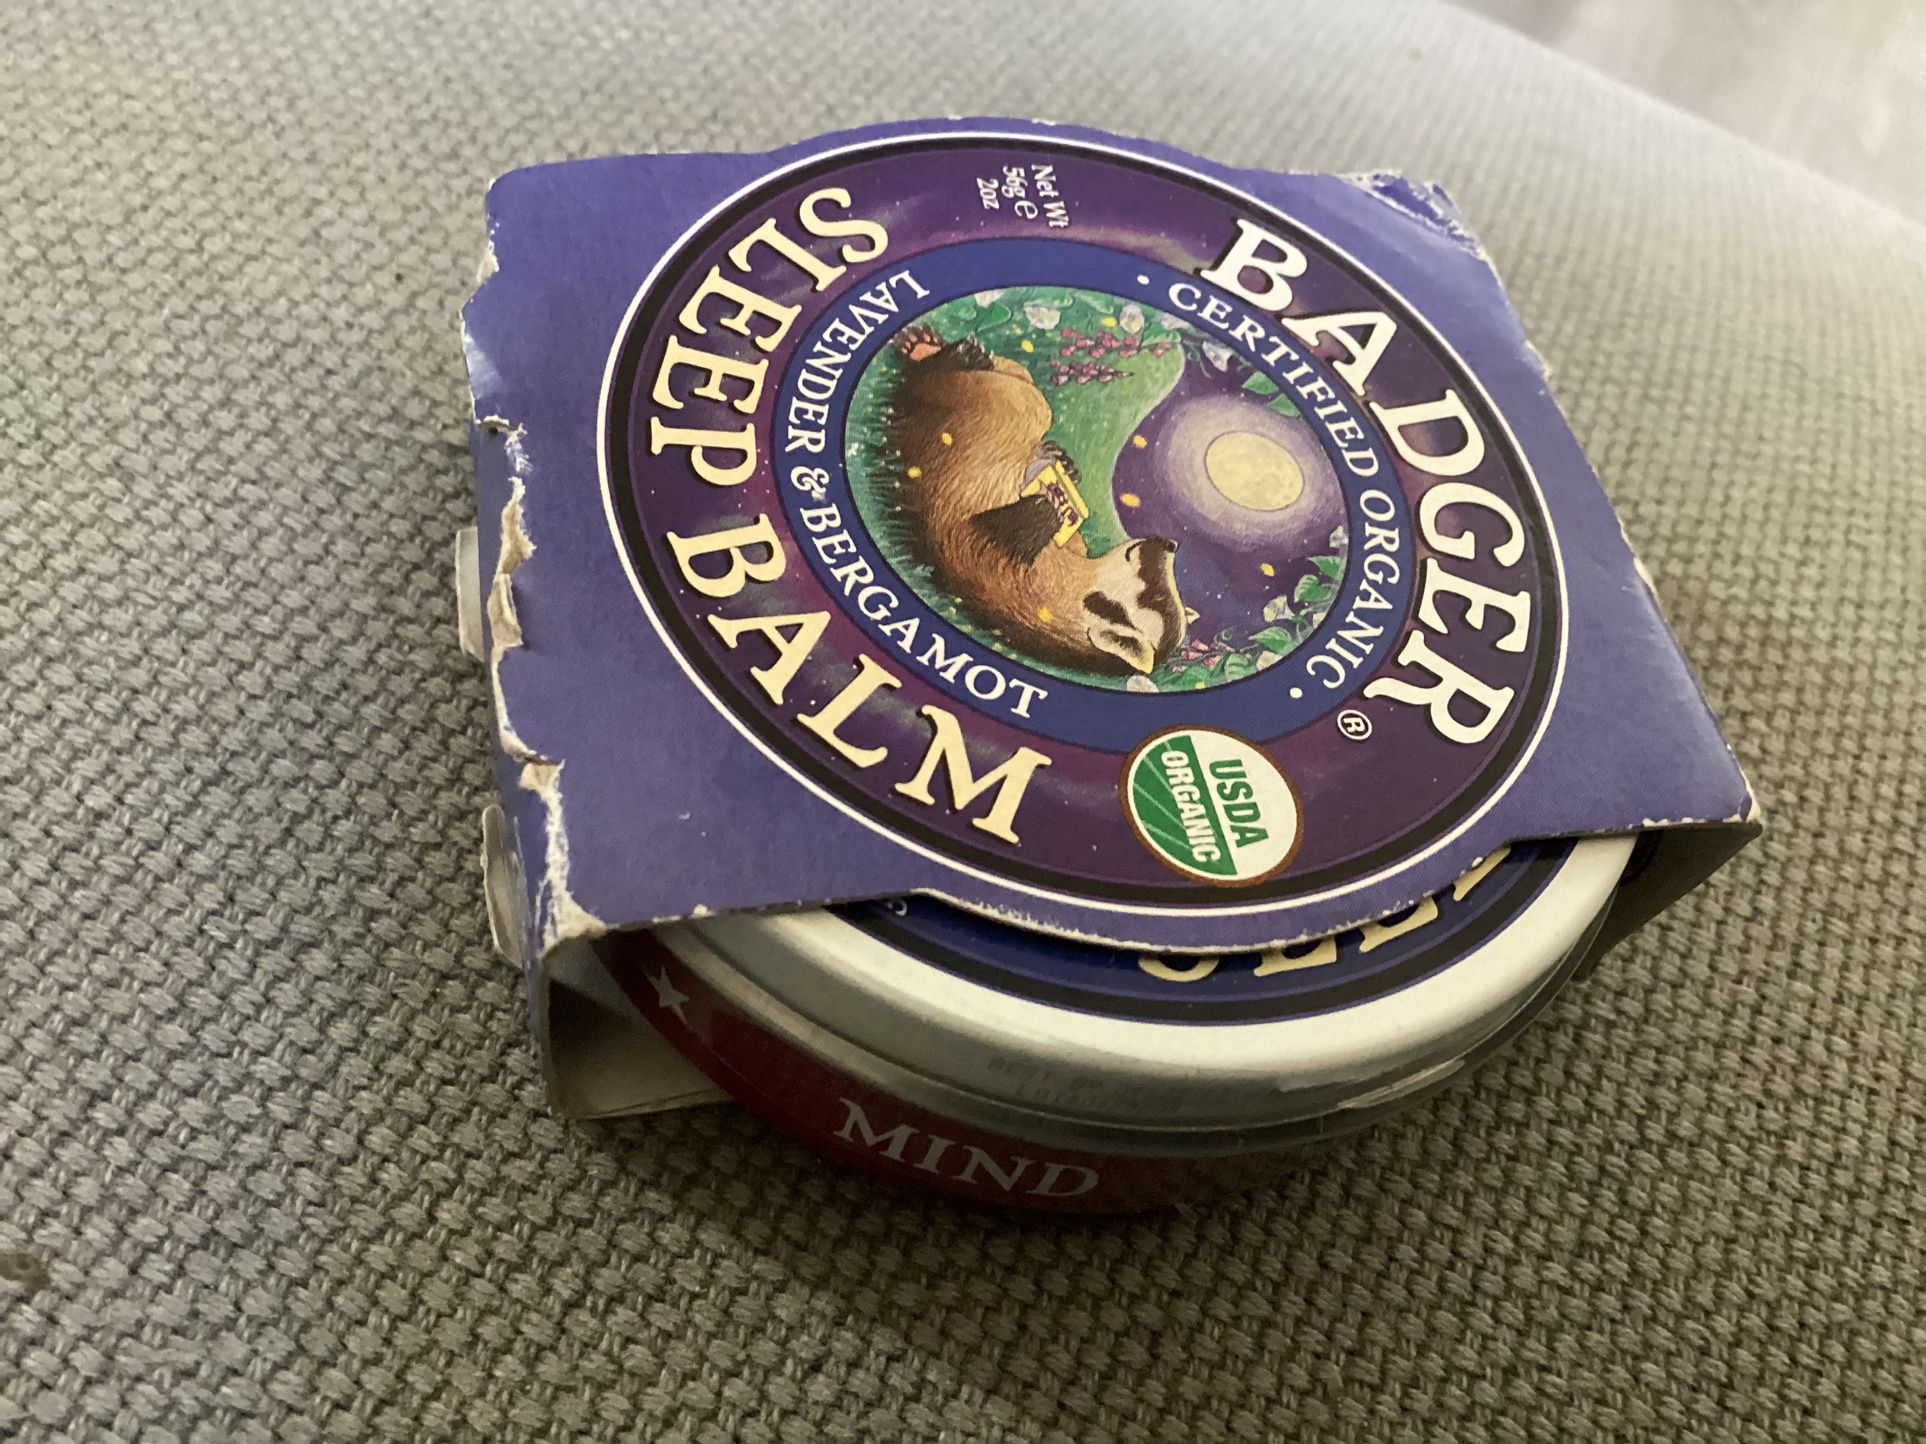 BADGER®
· CERTIFIED ORGANIC ·
LAVENDER & BERGAMOT
SLEEP BALM
Net Wt
56g e
2oz
USDA
ORGANIC
MIND